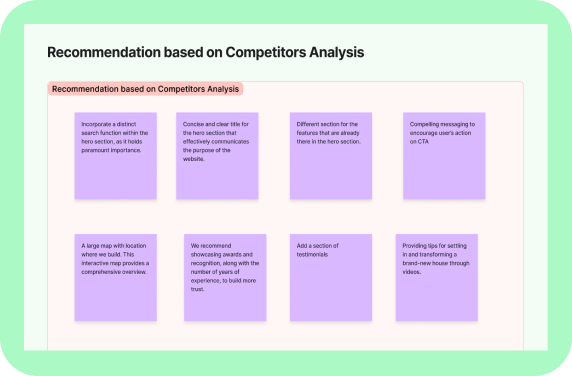 Recommendation based on Competitors Analysis
Recommendation based on Competitors Analysis
Incorporate a distinct
search function within the
hero section, as it holds
paramount importance.
Concise and clear title for
the hero section that
effectively communicates
the purpose of the
website.
Different section for the
features that are already
there in the hero section.
Compelling messaging to
encourage user's action
on CTA
A large map with location
where we build. This
interactive map provides a
comprehensive overview.
We recommend
showcasing awards and
recognition, along with the
number of years of
experience, to build more
trust.
Add a section of
testimonials
Providing tips for settling
in and transforming a
brand-new house through
videos.